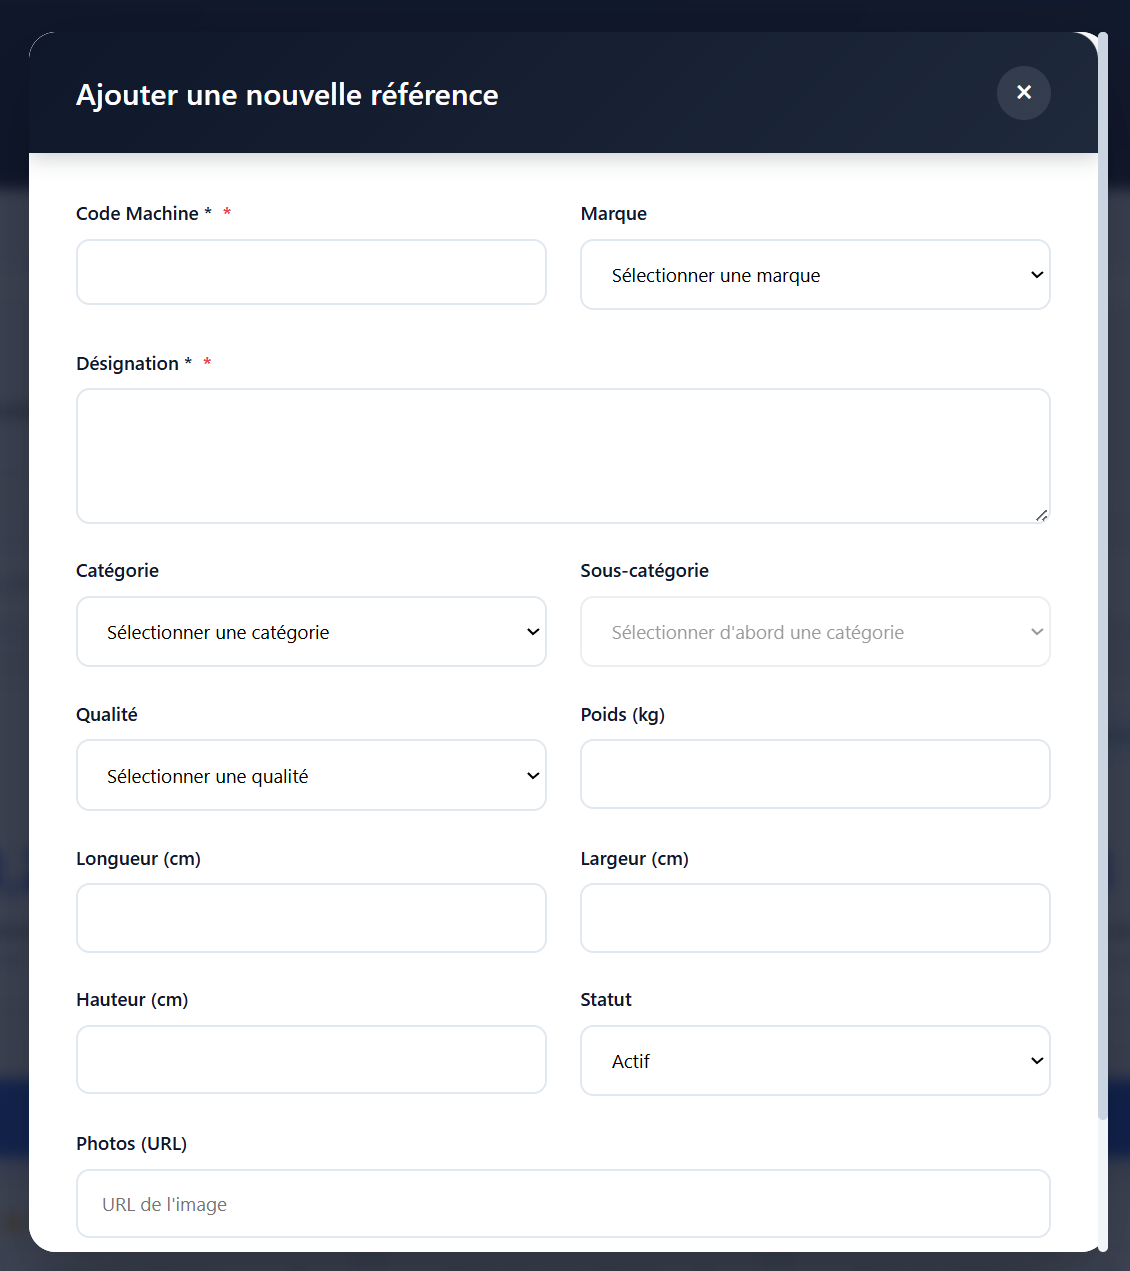 Ajouter une nouvelle référence
×
Code Machine * *
Marque
Sélectionner une marque
Désignation * *
Catégorie
Sous-catégorie
Sélectionner une catégorie
Sélectionner d'abord une catégorie
Qualité
Poids (kg)
Sélectionner une qualité
Longueur (cm)
Largeur (cm)
Hauteur (cm)
Statut
Actif
Photos (URL)
URL de l'image